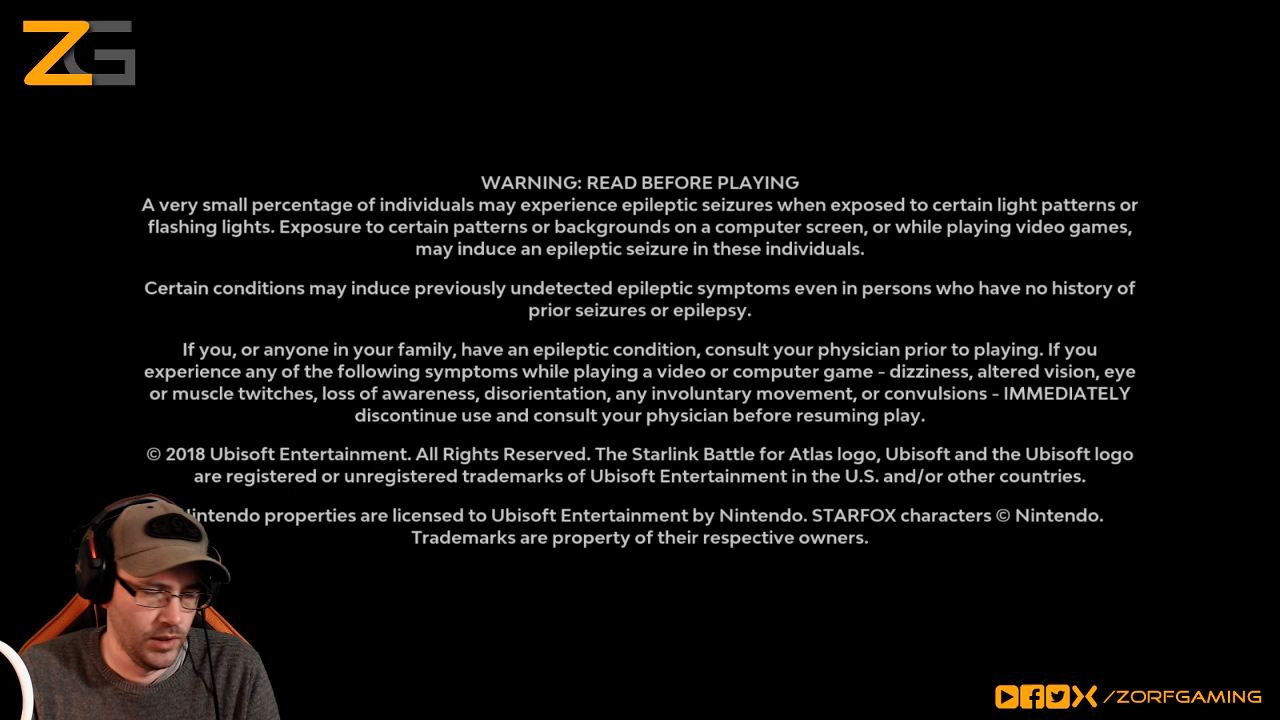 ZG
WARNING: READ BEFORE PLAYING
A very small percentage of individuals may experience epileptic seizures when exposed to certain light patterns or
flashing lights. Exposure to certain patterns or backgrounds on a computer screen, or while playing video games,
may induce an epileptic seizure in these individuals.
Certain conditions may induce previously undetected epileptic symptoms even in persons who have no history of
prior seizures or epilepsy.
If you, or anyone in your family, have an epileptic condition, consult your physician prior to playing. If you
experience any of the following symptoms while playing a video or computer game - dizziness, altered vision, eye
or muscle twitches, loss of awareness, disorientation, any involuntary movement, or convulsions - IMMEDIATELY
discontinue use and consult your physician before resuming play.
© 2018 Ubisoft Entertainment. All Rights Reserved. The Starlink Battle for Atlas logo, Ubisoft and the Ubisoft logo
are registered or unregistered trademarks of Ubisoft Entertainment in the U.S. and/or other countries.
intendo properties are licensed to Ubisoft Entertainment by Nintendo. STARFOX characters © Nintendo.
Trademarks are property of their respective owners.
/ZORFGAMING